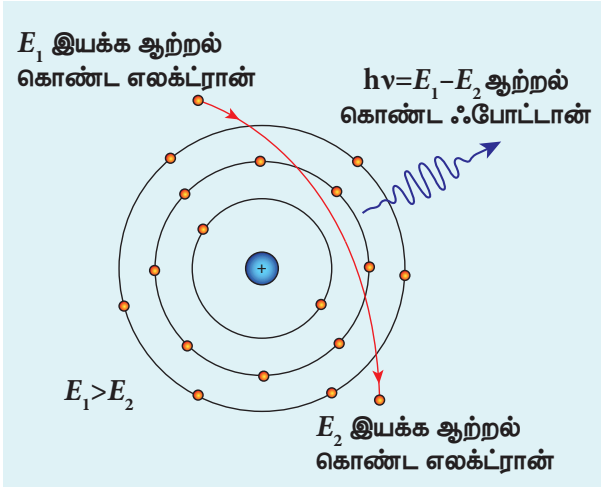 E₁ இயக்க ஆற்றல்
கொண்ட எலக்ட்ரான்
hν=E₁−E₂ ஆற்றல்
கொண்ட ஃபோட்டான்
+
E₁>E₂
E₂ இயக்க ஆற்றல்
கொண்ட எலக்ட்ரான்